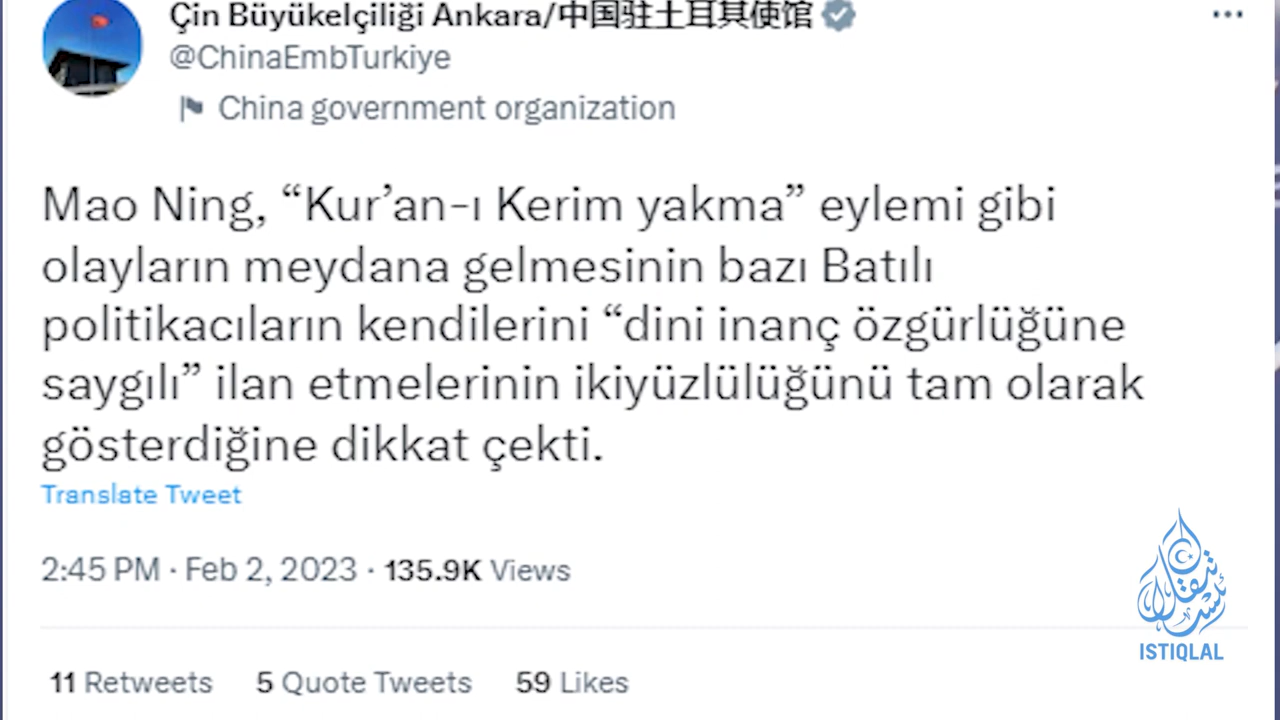 Çin Büyükelçiliği Ankara/中国驻土耳其使馆
@ChinaEmbTurkiye
China government organization
Mao Ning, “Kur’an-ı Kerim yakma” eylemi gibi
olayların meydana gelmesinin bazı Batılı
politikacıların kendilerini “dini inanç özgürlüğüne
saygılı” ilan etmelerinin ikiyüzlülüğünü tam olarak
gösterdiğine dikkat çekti.
Translate Tweet
2:45 PM · Feb 2, 2023 · 135.9K Views
ISTIQLAL
11 Retweets 5 Quote Tweets 59 Likes